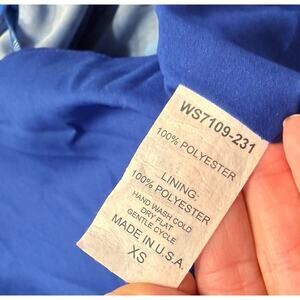 WS7109-231
100% POLYESTER
LINING:
100% POLYESTER
HAND WASH COLD
DRY FLAT
GENTLE CYCLE
MADE IN U.S.A
XS